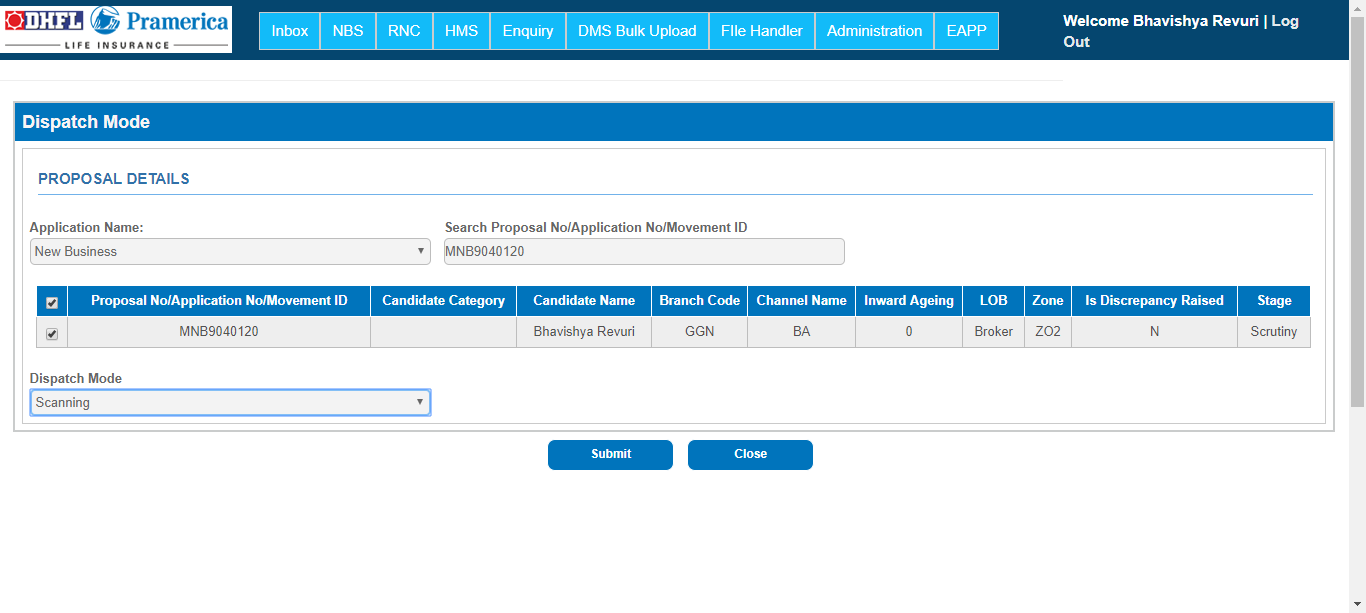 DHFL Pramerica
LIFE INSURANCE
Inbox NBS RNC HMS Enquiry DMS Bulk Upload FIle Handler Administration EAPP
Welcome Bhavishya Revuri | Log
Out
Dispatch Mode
PROPOSAL DETAILS
Application Name: Search Proposal No/Application No/Movement ID
New Business MNB9040120
Proposal No/Application No/Movement ID Candidate Category Candidate Name Branch Code Channel Name Inward Ageing LOB Zone Is Discrepancy Raised Stage
MNB9040120 Bhavishya Revuri GGN BA 0 Broker ZO2 N Scrutiny
Dispatch Mode
Scanning
Submit Close